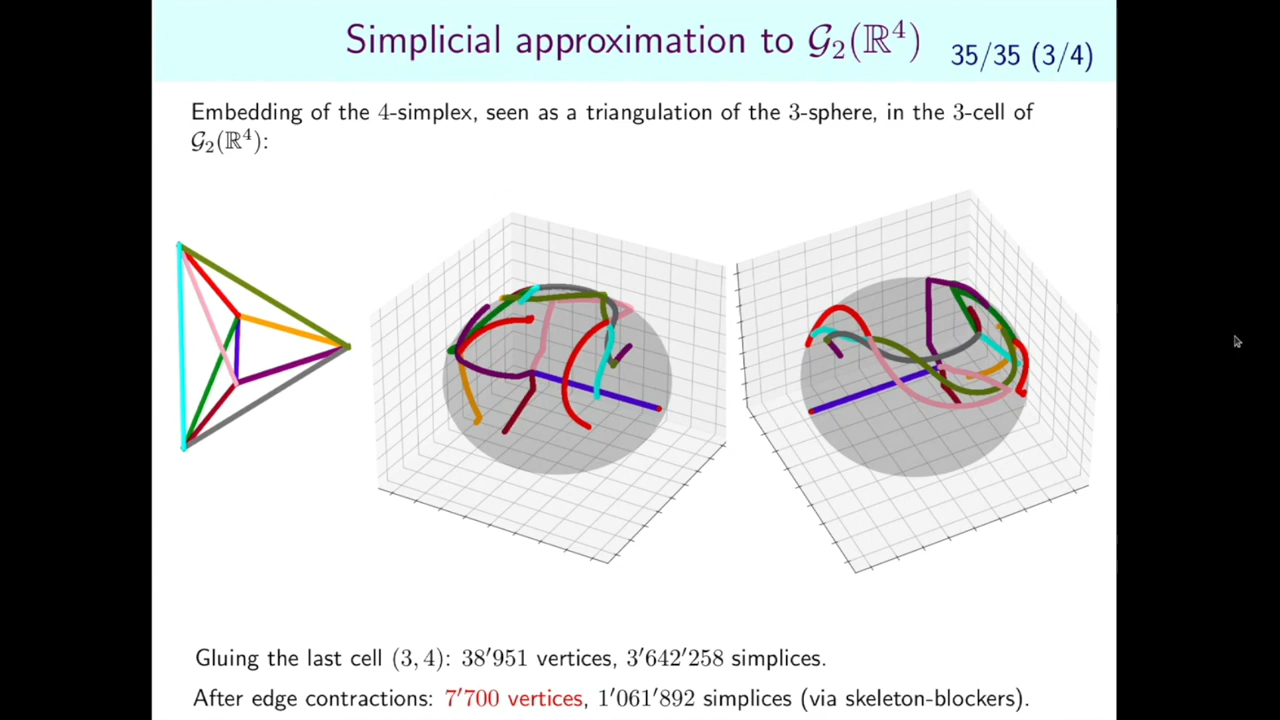 Simplicial approximation to 𝒢₂(ℝ⁴)
35/35 (3/4)
Embedding of the 4-simplex, seen as a triangulation of the 3-sphere, in the 3-cell of
𝒢₂(ℝ⁴):
Gluing the last cell (3, 4): 38′951 vertices, 3′642′258 simplices.
After edge contractions: 7′700 vertices, 1′061′892 simplices (via skeleton-blockers).